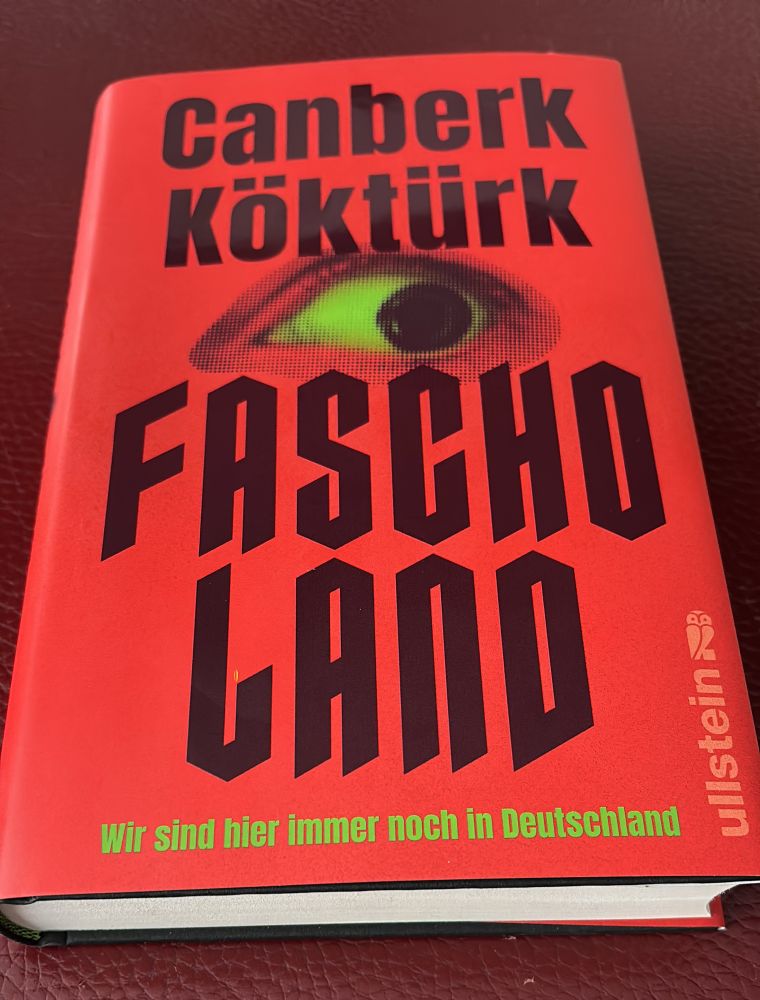 Canberk
Köktürk
FASCHO
LAND
Wir sind hier immer noch in Deutschland
ullstein